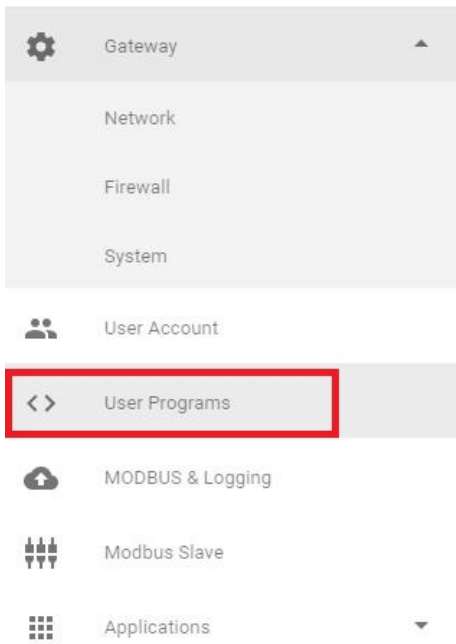 Gateway
Network
Firewall
System
User Account
User Programs
MODBUS & Logging
Modbus Slave
Applications